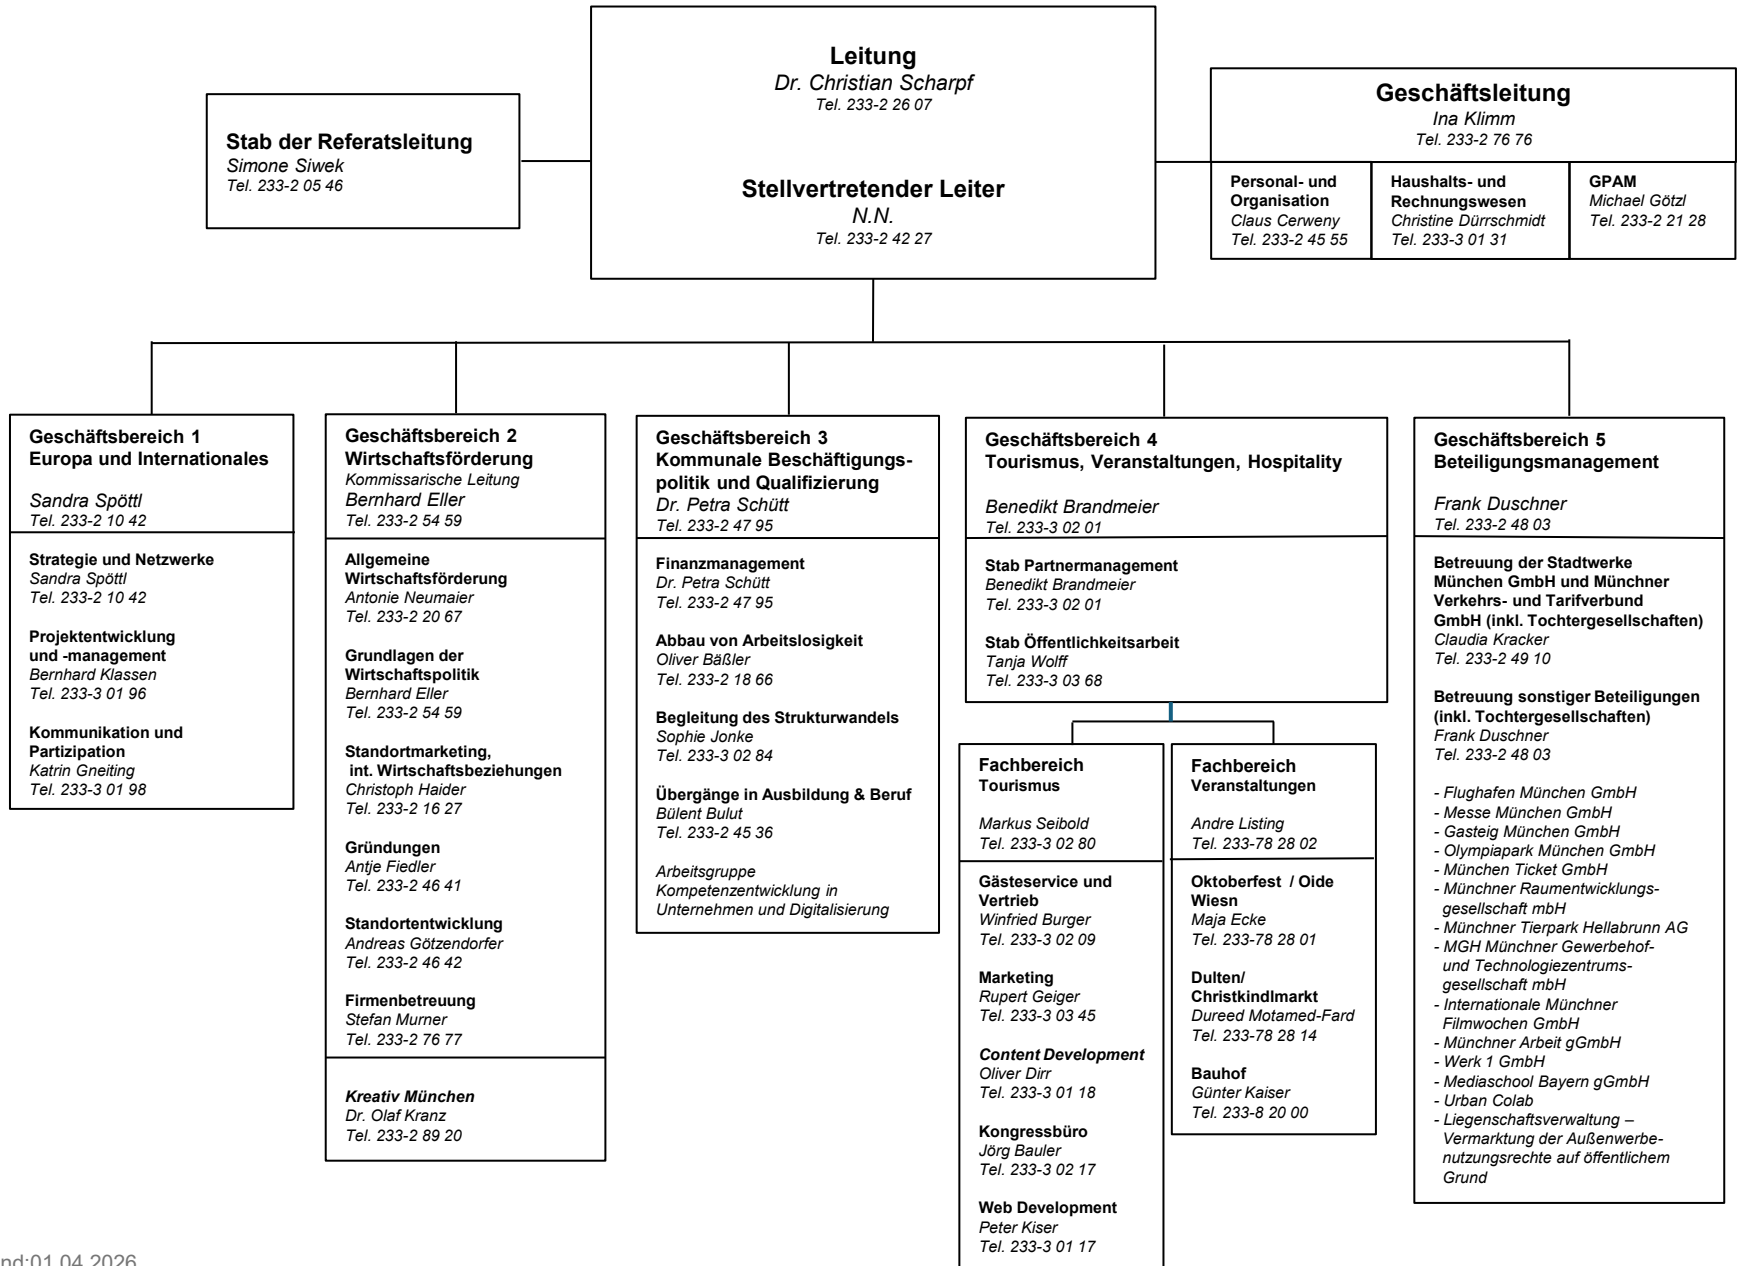 Leitung
Dr. Christian Scharpf
Tel. 233-2 26 07
Stellvertretender Leiter
N.N.
Tel. 233-2 42 27
Stab der Referatsleitung
Simone Siwek
Tel. 233-2 05 46
Geschäftsleitung
Ina Klimm
Tel. 233-2 76 76
Personal- und
Organisation
Claus Cerweny
Tel. 233-2 45 55
Haushalts- und
Rechnungswesen
Christine Dürrschmidt
Tel. 233-3 01 31
GPAM
Michael Götzl
Tel. 233-2 21 28
Geschäftsbereich 1
Europa und Internationales
Sandra Spöttl
Tel. 233-2 10 42
Strategie und Netzwerke
Sandra Spöttl
Tel. 233-2 10 42
Projektentwicklung
und -management
Bernhard Klassen
Tel. 233-3 01 96
Kommunikation und
Partizipation
Katrin Gneiting
Tel. 233-3 01 98
Geschäftsbereich 2
Wirtschaftsförderung
Kommissarische Leitung
Bernhard Eller
Tel. 233-2 54 59
Allgemeine
Wirtschaftsförderung
Antonie Neumaier
Tel. 233-2 20 67
Grundlagen der
Wirtschaftspolitik
Bernhard Eller
Tel. 233-2 54 59
Standortmarketing,
int. Wirtschaftsbeziehungen
Christoph Haider
Tel. 233-2 16 27
Gründungen
Antje Fiedler
Tel. 233-2 46 41
Standortentwicklung
Andreas Götzendorfer
Tel. 233-2 46 42
Firmenbetreuung
Stefan Murner
Tel. 233-2 76 77
Kreativ München
Dr. Olaf Kranz
Tel. 233-2 89 20
Geschäftsbereich 3
Kommunale Beschäftigungs-
politik und Qualifizierung
Dr. Petra Schütt
Tel. 233-2 47 95
Finanzmanagement
Dr. Petra Schütt
Tel. 233-2 47 95
Abbau von Arbeitslosigkeit
Oliver Bäßler
Tel. 233-2 18 66
Begleitung des Strukturwandels
Sophie Jonke
Tel. 233-3 02 84
Übergänge in Ausbildung & Beruf
Bülent Bulut
Tel. 233-2 45 36
Arbeitsgruppe
Kompetenzentwicklung in
Unternehmen und Digitalisierung
Geschäftsbereich 4
Tourismus, Veranstaltungen, Hospitality
Benedikt Brandmeier
Tel. 233-3 02 01
Stab Partnermanagement
Benedikt Brandmeier
Tel. 233-3 02 01
Stab Öffentlichkeitsarbeit
Tanja Wolff
Tel. 233-3 03 68
Fachbereich
Tourismus
Markus Seibold
Tel. 233-3 02 80
Gästeservice und
Vertrieb
Winfried Burger
Tel. 233-3 02 09
Marketing
Rupert Geiger
Tel. 233-3 03 45
Content Development
Oliver Dirr
Tel. 233-3 01 18
Kongressbüro
Jörg Bauler
Tel. 233-3 02 17
Web Development
Peter Kiser
Tel. 233-3 01 17
Fachbereich
Veranstaltungen
Andre Listing
Tel. 233-78 28 02
Oktoberfest / Oide
Wiesn
Maja Ecke
Tel. 233-78 28 01
Dulten/
Christkindlmarkt
Dureed Motamed-Fard
Tel. 233-78 28 14
Bauhof
Günter Kaiser
Tel. 233-8 20 00
Geschäftsbereich 5
Beteiligungsmanagement
Frank Duschner
Tel. 233-2 48 03
Betreuung der Stadtwerke
München GmbH und Münchner
Verkehrs- und Tarifverbund
GmbH (inkl. Tochtergesellschaften)
Claudia Kracker
Tel. 233-2 49 10
Betreuung sonstiger Beteiligungen
(inkl. Tochtergesellschaften)
Frank Duschner
Tel. 233-2 48 03
- Flughafen München GmbH
- Messe München GmbH
- Gasteig München GmbH
- Olympiapark München GmbH
- München Ticket GmbH
- Münchner Raumentwicklungs-
gesellschaft mbH
- Münchner Tierpark Hellabrunn AG
- MGH Münchner Gewerbehof-
und Technologiezentrums-
gesellschaft mbH
- Internationale Münchner
Filmwochen GmbH
- Münchner Arbeit gGmbH
- Werk 1 GmbH
- Mediaschool Bayern gGmbH
- Urban Colab
- Liegenschaftsverwaltung –
Vermarktung der Außenwerbe-
nutzungsrechte auf öffentlichem
Grund
nd:01.04.2026